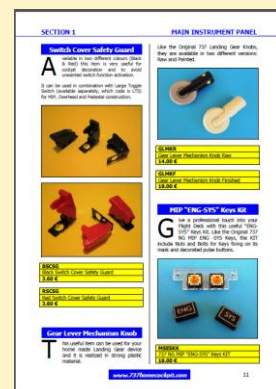 SECTION 1
MAIN INSTRUMENT PANEL
Switch Cover Safety Guard
Available in two different colours (Black
& Red) this item is very useful for
cockpit decoration and to avoid
unwanted switch function activation.
It can be used in combination with Large Toggle
Switch (available separately, which code is LTS)
for MIP, Overhead and Pedestal construction.
BSCSG
Black Switch Cover Safety Guard
3.60 €
RSCSG
Red Switch Cover Safety Guard
3.60 €
Gear Lever Mechanism Knob
This useful item can be used for your
home made Landing Gear device
and it is realized in strong plastic
material.
Like the Original 737 Landing Gear Knobs,
they are available in two different versions:
Raw and Painted.
GLMKR
Gear Lever Mechanism Knob Raw
14.00 €
GLMKF
Gear Lever Mechanism Knob Finished
18.00 €
MIP "ENG-SYS" Keys Kit
Give a professional touch into your
Flight Deck with this useful "ENG-
SYS" Keys Kit. Like the Original 737
NG MIP ENG -SYS Keys, the KIT
include Nuts and Bolts for Keys fixing on its
mask and decorated pulse buttons.
ENG
SYS
MSESKK
737 NG MIP "ENG-SYS" Keys KIT
18.00 €
www.737homecockpit.com
11